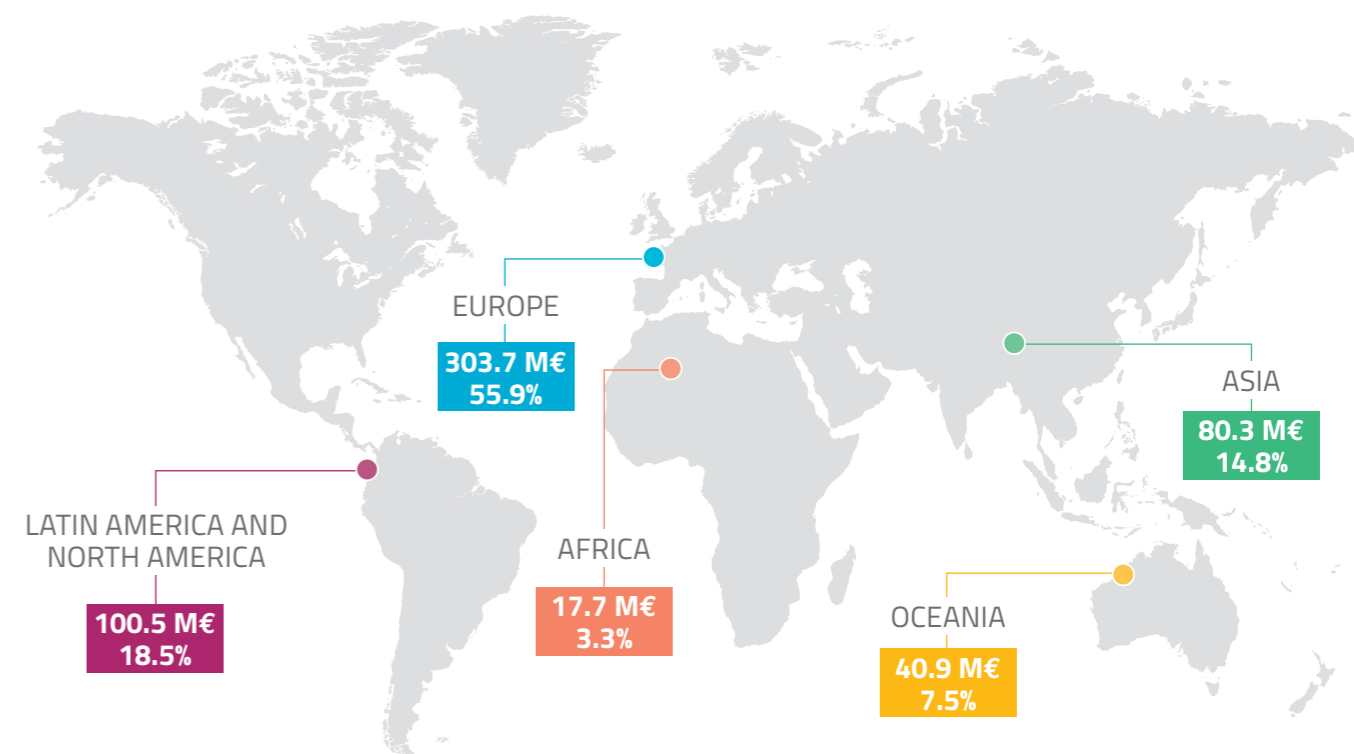 EUROPE
303.7 M€
55.9%
ASIA
80.3 M€
14.8%
LATIN AMERICA AND
NORTH AMERICA
100.5 M€
18.5%
AFRICA
17.7 M€
3.3%
OCEANIA
40.9 M€
7.5%